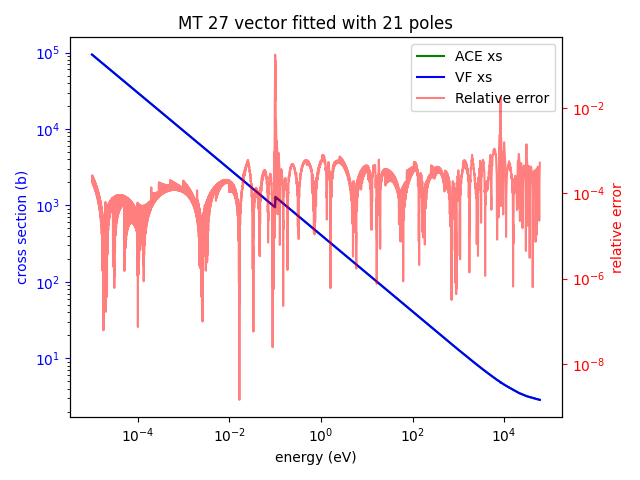 MT 27 vector fitted with 21 poles
ACE xs
VF xs
Relative error
cross section (b)
10^5
10^4
10^3
10^2
10^1
10^-2
10^-4
10^-6
10^-8
relative error
10^-4
10^-2
10^0
10^2
10^4
energy (eV)